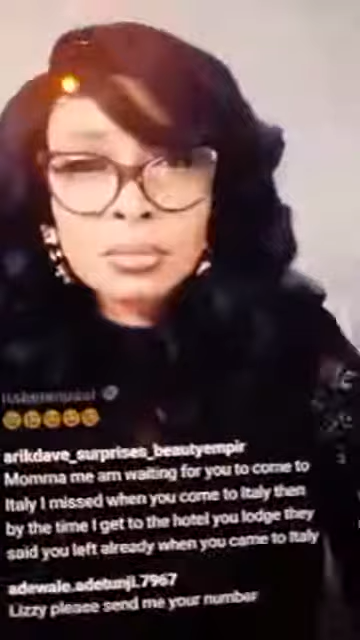 😂😂😂😂😂
arikdave_surprises_beautyempir
Momma me am waiting for you to come to
Italy I missed when you come to Italy then
by the time I get to the hotel you lodge they
said you left already when you came to Italy
adewale.adetunji.7967
Lizzy please send me your number